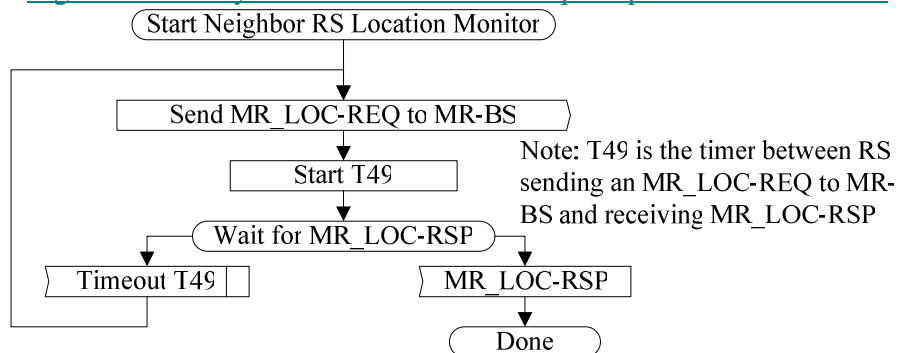 Start Neighbor RS Location Monitor
Send MR_LOC-REQ to MR-BS
Start T49
Note: T49 is the timer between RS
sending an MR_LOC-REQ to MR-
BS and receiving MR_LOC-RSP
Wait for MR_LOC-RSP
Timeout T49
MR_LOC-RSP
Done